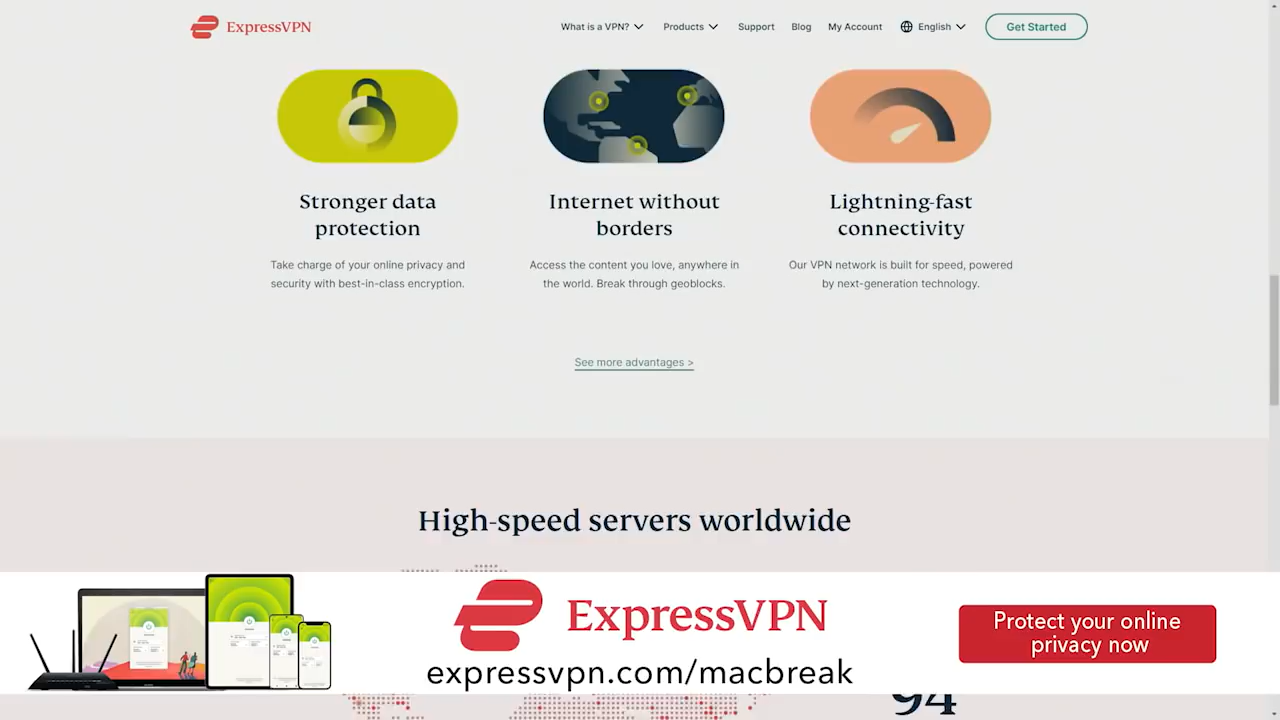 ExpressVPN
What is a VPN?
Products
Support
Blog
My Account
English
Get Started
Stronger data
protection
Take charge of your online privacy and
security with best-in-class encryption.
Internet without
borders
Access the content you love, anywhere in
the world. Break through geoblocks.
Lightning-fast
connectivity
Our VPN network is built for speed, powered
by next-generation technology.
See more advantages >
High-speed servers worldwide
ExpressVPN
expressvpn.com/macbreak
Protect your online
privacy now
94